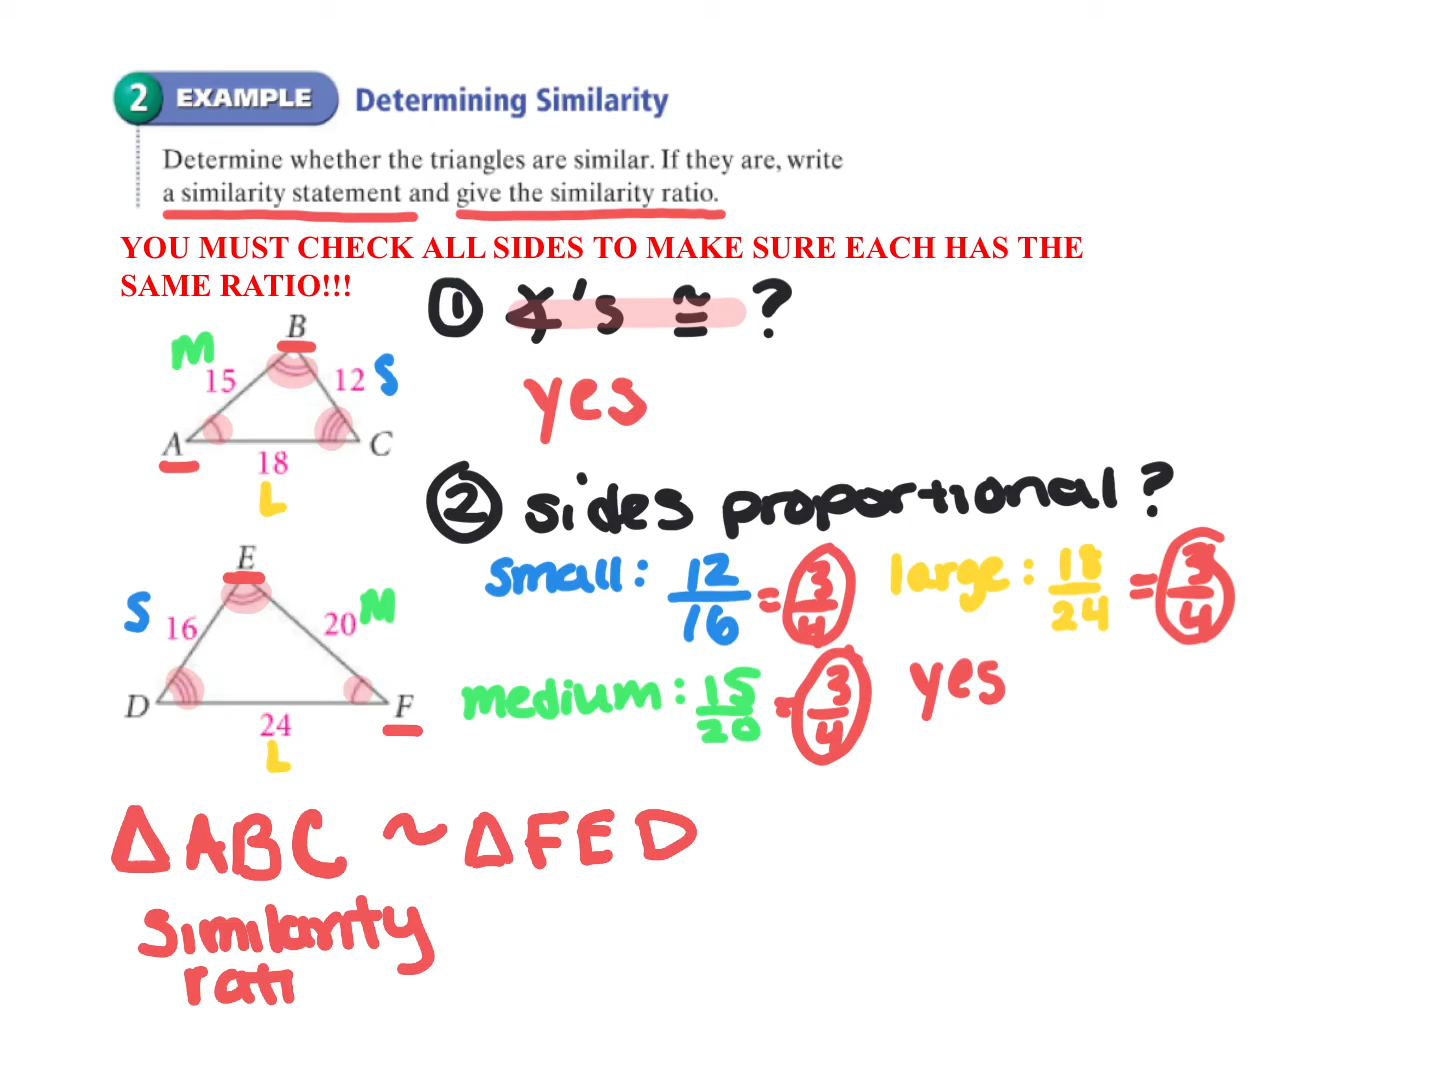 2 EXAMPLE Determining Similarity
Determine whether the triangles are similar. If they are, write
a similarity statement and give the similarity ratio.
YOU MUST CHECK ALL SIDES TO MAKE SURE EACH HAS THE
SAME RATIO!!!
① ∡'s ≅ ?
yes
B
M
15
12
S
A
C
18
L
② sides proportional?
small: 12/16 = 3/4
large: 18/24 = 3/4
medium: 15/20 = 3/4
yes
E
S
16
20
M
D
F
24
L
△ABC ~ △FED
similarity
rati